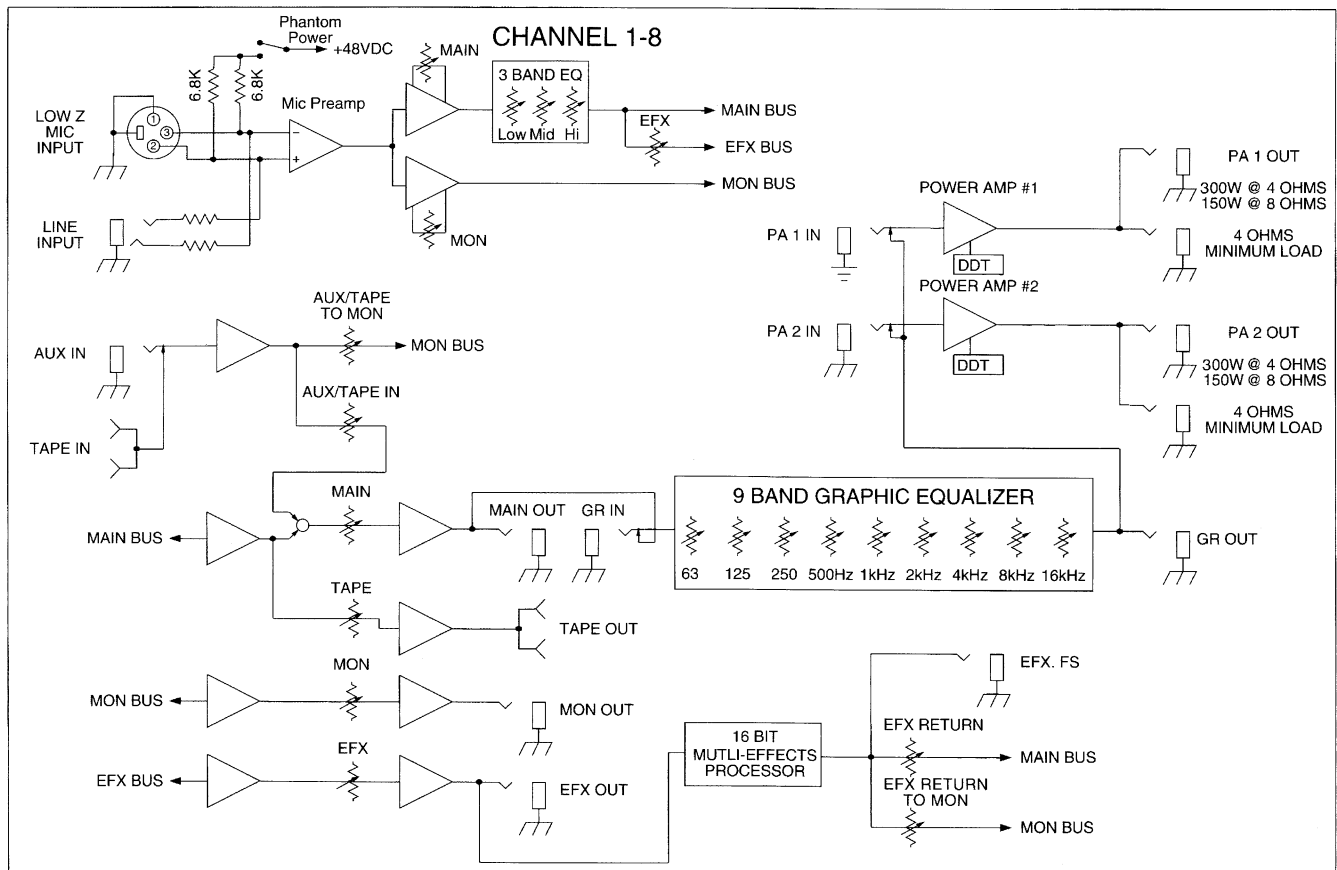 CHANNEL 1-8
Phantom
Power
+48VDC
6.8K
6.8K
LOW Z
MIC
INPUT
1
3
2
Mic Preamp
−
+
MAIN
3 BAND EQ
Low Mid Hi
MAIN BUS
EFX
EFX BUS
MON BUS
MON
LINE
INPUT
AUX IN
TAPE IN
AUX/TAPE
TO MON
MON BUS
AUX/TAPE IN
PA 1 IN
POWER AMP #1
DDT
PA 1 OUT
300W @ 4 OHMS
150W @ 8 OHMS
4 OHMS
MINIMUM LOAD
PA 2 IN
POWER AMP #2
DDT
PA 2 OUT
300W @ 4 OHMS
150W @ 8 OHMS
4 OHMS
MINIMUM LOAD
MAIN BUS
MAIN
MAIN OUT
GR IN
9 BAND GRAPHIC EQUALIZER
63 125 250 500Hz 1kHz 2kHz 4kHz 8kHz 16kHz
GR OUT
TAPE
TAPE OUT
MON BUS
MON
MON OUT
EFX BUS
EFX
EFX OUT
16 BIT
MUTLI-EFFECTS
PROCESSOR
EFX. FS
EFX RETURN
MAIN BUS
EFX RETURN
TO MON
MON BUS